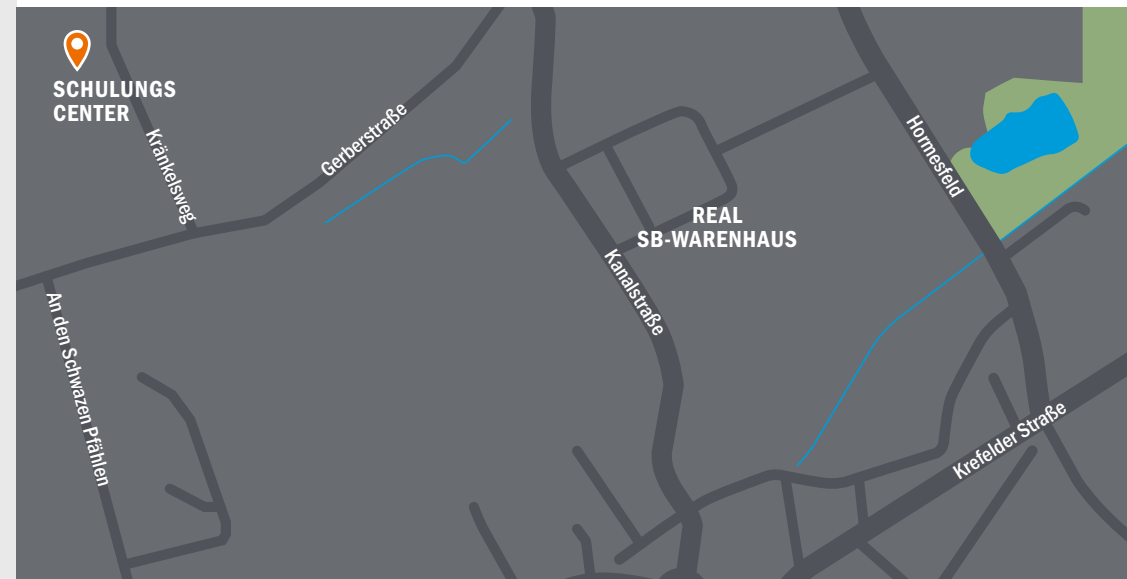 SCHULUNGS
CENTER
Kränkelsweg
Gerberstraße
Hormesfeld
REAL
SB-WARENHAUS
Kanalstraße
An den Schwazen Pfählen
Krefelder Straße